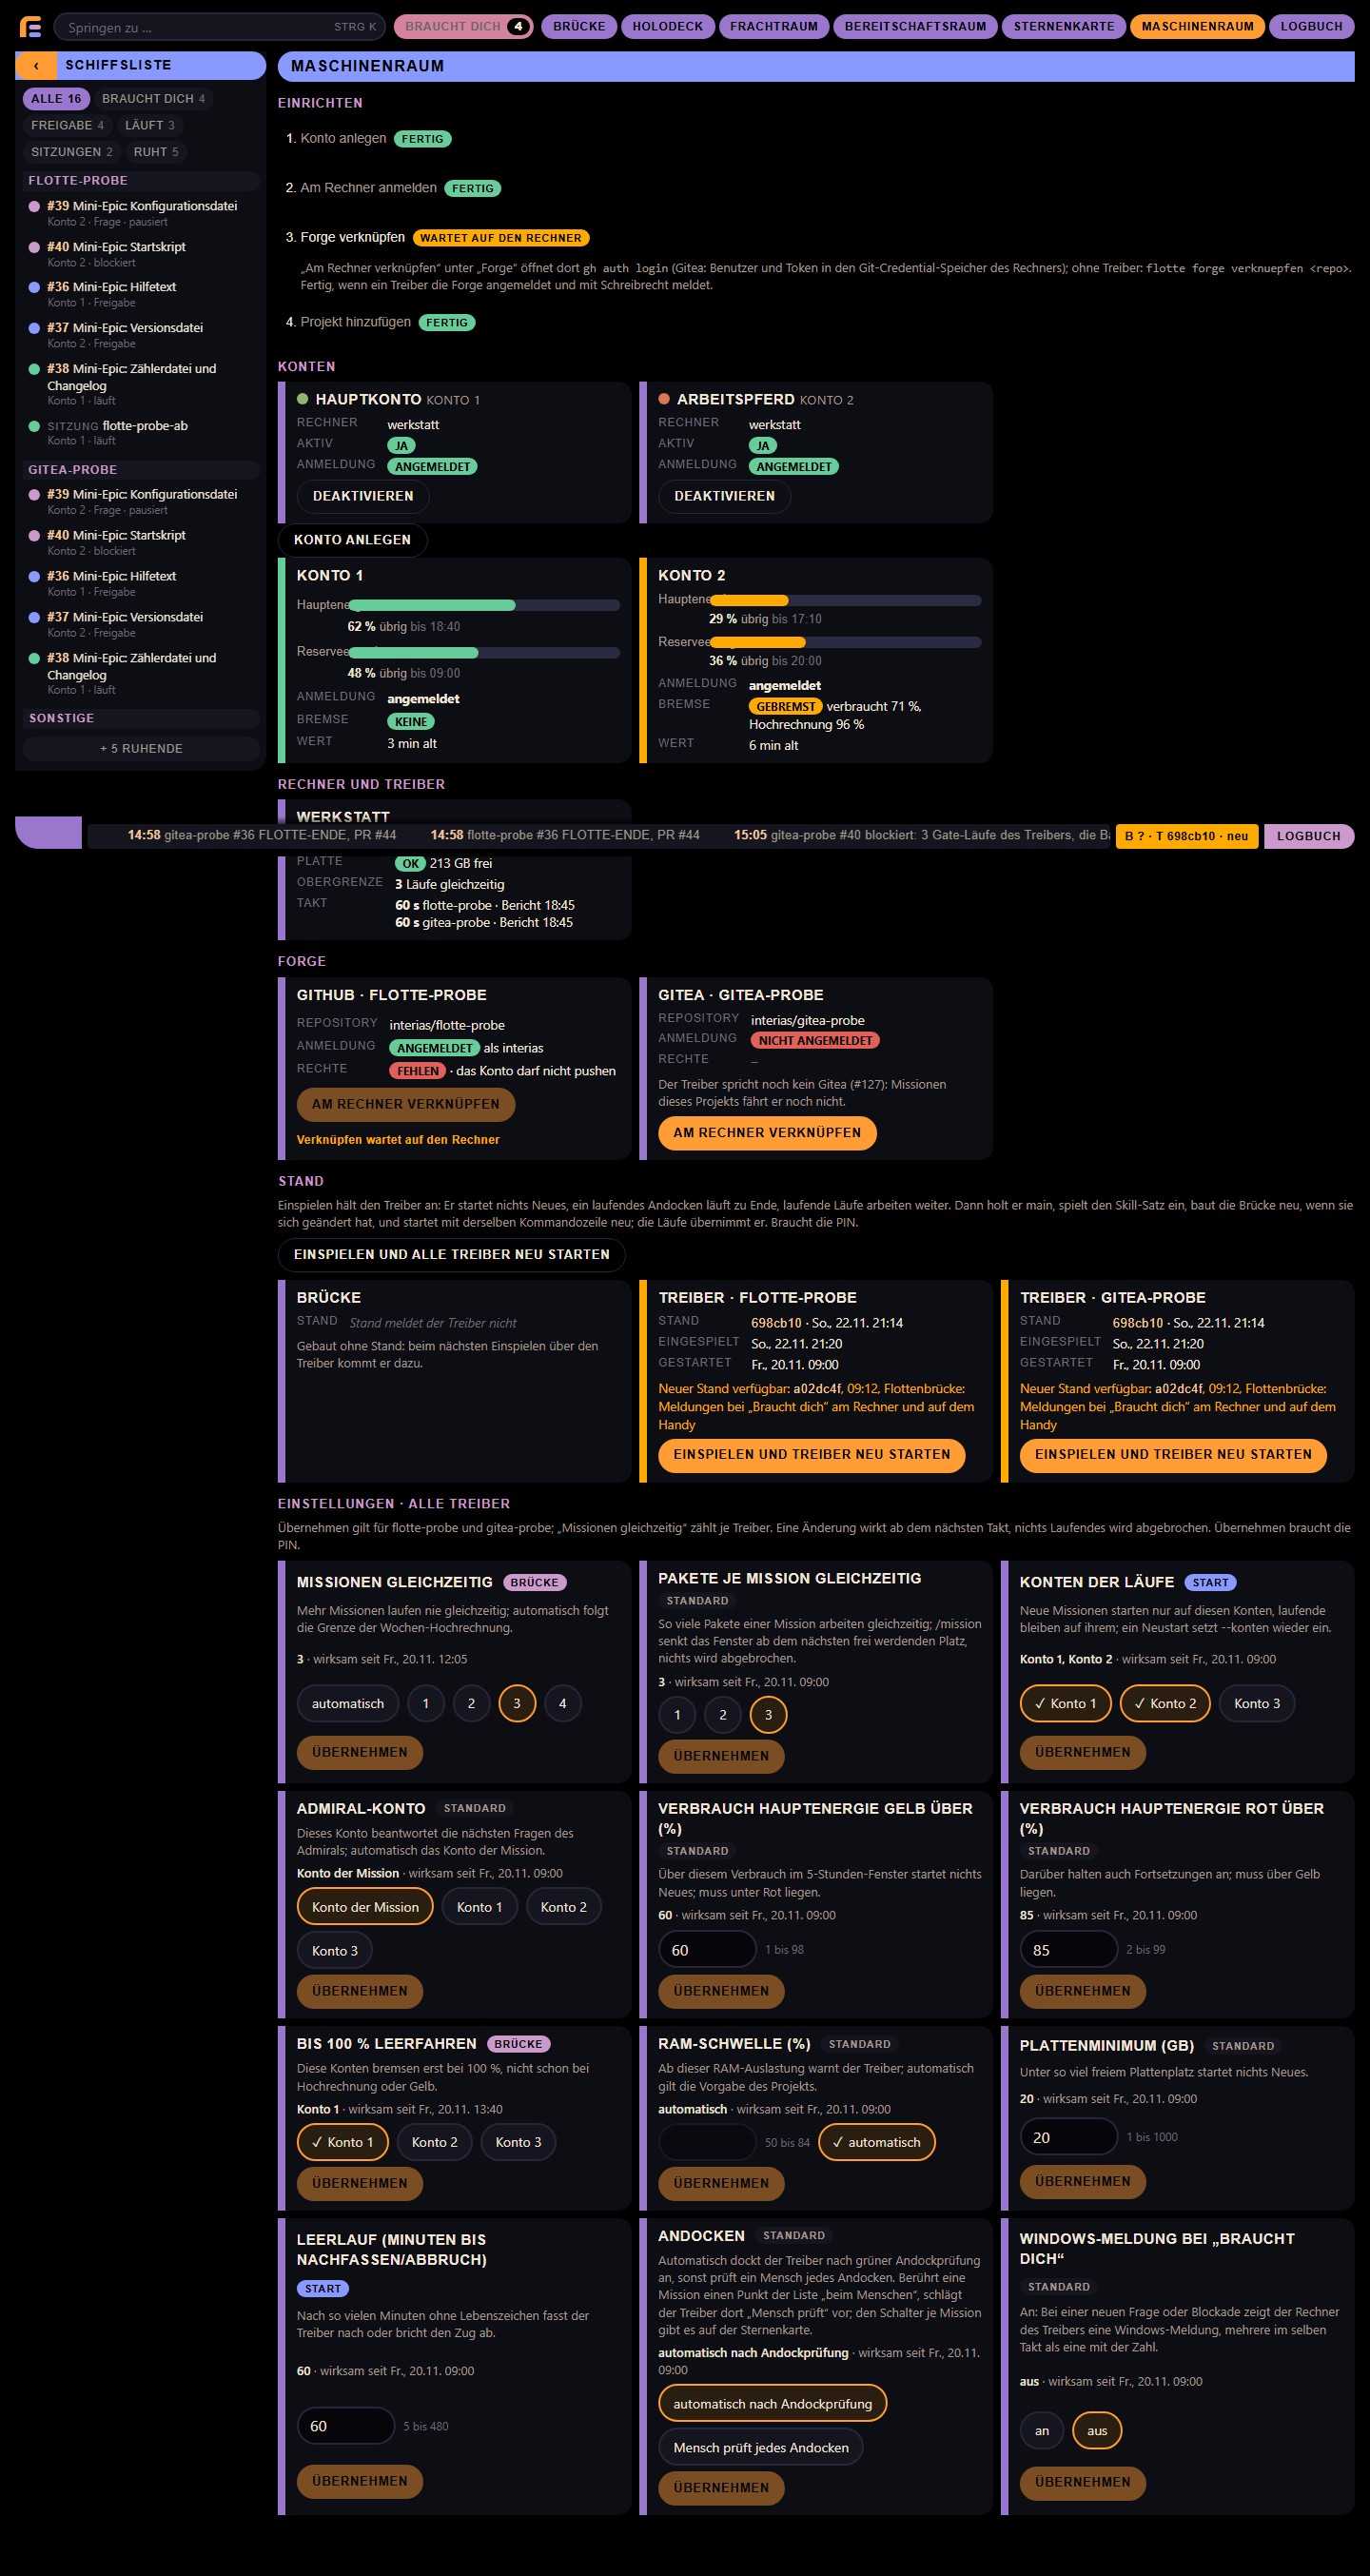 Springen zu ... STRG K
BRAUCHT DICH 4
BRÜCKE
HOLODECK
FRACHTRAUM
BEREITSCHAFTSRAUM
STERNENKARTE
MASCHINENRAUM
LOGBUCH
‹ SCHIFFSLISTE
ALLE 16
BRAUCHT DICH 4
FREIGABE 4
LÄUFT 3
SITZUNGEN 2
RUHT 5
FLOTTE-PROBE
#39 Mini-Epic: Konfigurationsdatei
Konto 2 · Frage · pausiert
#40 Mini-Epic: Startskript
Konto 2 · blockiert
#36 Mini-Epic: Hilfetext
Konto 1 · Freigabe
#37 Mini-Epic: Versionsdatei
Konto 2 · Freigabe
#38 Mini-Epic: Zählerdatei und
Changelog
Konto 1 · läuft
SITZUNG flotte-probe-ab
Konto 1 · läuft
GITEA-PROBE
#39 Mini-Epic: Konfigurationsdatei
Konto 2 · Frage · pausiert
#40 Mini-Epic: Startskript
Konto 2 · blockiert
#36 Mini-Epic: Hilfetext
Konto 1 · Freigabe
#37 Mini-Epic: Versionsdatei
Konto 2 · Freigabe
#38 Mini-Epic: Zählerdatei und
Changelog
Konto 1 · läuft
SONSTIGE
+ 5 RUHENDE
MASCHINENRAUM
EINRICHTEN
1. Konto anlegen FERTIG
2. Am Rechner anmelden FERTIG
3. Forge verknüpfen WARTET AUF DEN RECHNER
„Am Rechner verknüpfen“ unter „Forge“ öffnet dort gh auth login (Gitea: Benutzer und Token in den Git-Credential-Speicher des Rechners); ohne Treiber: flotte forge verknuepfen <repo>.
Fertig, wenn ein Treiber die Forge angemeldet und mit Schreibrecht meldet.
4. Projekt hinzufügen FERTIG
KONTEN
HAUPTKONTO KONTO 1
RECHNER werkstatt
AKTIV JA
ANMELDUNG ANGEMELDET
DEAKTIVIEREN
ARBEITSPFERD KONTO 2
RECHNER werkstatt
AKTIV JA
ANMELDUNG ANGEMELDET
DEAKTIVIEREN
KONTO ANLEGEN
KONTO 1
Hauptene
62 % übrig bis 18:40
Reservee
48 % übrig bis 09:00
ANMELDUNG angemeldet
BREMSE KEINE
WERT 3 min alt
KONTO 2
Hauptene
29 % übrig bis 17:10
Reservee
36 % übrig bis 20:00
ANMELDUNG angemeldet
BREMSE GEBREMST verbraucht 71 %,
Hochrechnung 96 %
WERT 6 min alt
RECHNER UND TREIBER
WERKSTATT
14:58 gitea-probe #36 FLOTTE-ENDE, PR #44
14:58 flotte-probe #36 FLOTTE-ENDE, PR #44
15:05 gitea-probe #40 blockiert: 3 Gate-Läufe des Treibers, die
B ? · T 698cb10 · neu
LOGBUCH
PLATTE OK 213 GB frei
OBERGRENZE 3 Läufe gleichzeitig
TAKT 60 s flotte-probe · Bericht 18:45
60 s gitea-probe · Bericht 18:45
FORGE
GITHUB · FLOTTE-PROBE
REPOSITORY interias/flotte-probe
ANMELDUNG ANGEMELDET als interias
RECHTE FEHLEN · das Konto darf nicht pushen
AM RECHNER VERKNÜPFEN
Verknüpfen wartet auf den Rechner
GITEA · GITEA-PROBE
REPOSITORY interias/gitea-probe
ANMELDUNG NICHT ANGEMELDET
RECHTE –
Der Treiber spricht noch kein Gitea (#127): Missionen
dieses Projekts fährt er noch nicht.
AM RECHNER VERKNÜPFEN
STAND
Einspielen hält den Treiber an: Er startet nichts Neues, ein laufendes Andocken läuft zu Ende, laufende Läufe arbeiten weiter. Dann holt er main, spielt den Skill-Satz ein, baut die Brücke neu, wenn sie
sich geändert hat, und startet mit derselben Kommandozeile neu; die Läufe übernimmt er. Braucht die PIN.
EINSPIELEN UND ALLE TREIBER NEU STARTEN
BRÜCKE
STAND Stand meldet der Treiber nicht
Gebaut ohne Stand: beim nächsten Einspielen über den
Treiber kommt er dazu.
TREIBER · FLOTTE-PROBE
STAND 698cb10 · So., 22.11. 21:14
EINGESPIELT So., 22.11. 21:20
GESTARTET Fr., 20.11. 09:00
Neuer Stand verfügbar: a02dc4f, 09:12, Flottenbrücke:
Meldungen bei „Braucht dich“ am Rechner und auf dem
Handy
EINSPIELEN UND TREIBER NEU STARTEN
TREIBER · GITEA-PROBE
STAND 698cb10 · So., 22.11. 21:14
EINGESPIELT So., 22.11. 21:20
GESTARTET Fr., 20.11. 09:00
Neuer Stand verfügbar: a02dc4f, 09:12, Flottenbrücke:
Meldungen bei „Braucht dich“ am Rechner und auf dem
Handy
EINSPIELEN UND TREIBER NEU STARTEN
EINSTELLUNGEN · ALLE TREIBER
Übernehmen gilt für flotte-probe und gitea-probe; „Missionen gleichzeitig“ zählt je Treiber. Eine Änderung wirkt ab dem nächsten Takt, nichts Laufendes wird abgebrochen. Übernehmen braucht die
PIN.
MISSIONEN GLEICHZEITIG BRÜCKE
Mehr Missionen laufen nie gleichzeitig; automatisch folgt
die Grenze der Wochen-Hochrechnung.
3 · wirksam seit Fr., 20.11. 12:05
automatisch 1 2 3 4
ÜBERNEHMEN
PAKETE JE MISSION GLEICHZEITIG
STANDARD
So viele Pakete einer Mission arbeiten gleichzeitig; /mission
senkt das Fenster ab dem nächsten frei werdenden Platz,
nichts wird abgebrochen.
3 · wirksam seit Fr., 20.11. 09:00
1 2 3
ÜBERNEHMEN
KONTEN DER LÄUFE START
Neue Missionen starten nur auf diesen Konten, laufende
bleiben auf ihrem; ein Neustart setzt --konten wieder ein.
Konto 1, Konto 2 · wirksam seit Fr., 20.11. 09:00
✓ Konto 1 ✓ Konto 2 Konto 3
ÜBERNEHMEN
ADMIRAL-KONTO STANDARD
Dieses Konto beantwortet die nächsten Fragen des
Admirals; automatisch das Konto der Mission.
Konto der Mission · wirksam seit Fr., 20.11. 09:00
Konto der Mission Konto 1 Konto 2
Konto 3
ÜBERNEHMEN
VERBRAUCH HAUPTENERGIE GELB ÜBER
(%)
STANDARD
Über diesem Verbrauch im 5-Stunden-Fenster startet nichts
Neues; muss unter Rot liegen.
60 · wirksam seit Fr., 20.11. 09:00
60 1 bis 98
ÜBERNEHMEN
VERBRAUCH HAUPTENERGIE ROT ÜBER
(%)
STANDARD
Darüber halten auch Fortsetzungen an; muss über Gelb
liegen.
85 · wirksam seit Fr., 20.11. 09:00
85 2 bis 99
ÜBERNEHMEN
BIS 100 % LEERFAHREN BRÜCKE
Diese Konten bremsen erst bei 100 %, nicht schon bei
Hochrechnung oder Gelb.
Konto 1 · wirksam seit Fr., 20.11. 13:40
✓ Konto 1 Konto 2 Konto 3
ÜBERNEHMEN
RAM-SCHWELLE (%) STANDARD
Ab dieser RAM-Auslastung warnt der Treiber; automatisch
gilt die Vorgabe des Projekts.
automatisch · wirksam seit Fr., 20.11. 09:00
50 bis 84 ✓ automatisch
ÜBERNEHMEN
PLATTENMINIMUM (GB) STANDARD
Unter so viel freiem Plattenplatz startet nichts Neues.
20 · wirksam seit Fr., 20.11. 09:00
20 1 bis 1000
ÜBERNEHMEN
LEERLAUF (MINUTEN BIS
NACHFASSEN/ABBRUCH)
START
Nach so vielen Minuten ohne Lebenszeichen fasst der
Treiber nach oder bricht den Zug ab.
60 · wirksam seit Fr., 20.11. 09:00
60 5 bis 480
ÜBERNEHMEN
ANDOCKEN STANDARD
Automatisch dockt der Treiber nach grüner Andockprüfung
an, sonst prüft ein Mensch jedes Andocken. Berührt eine
Mission einen Punkt der Liste „beim Menschen“, schlägt
der Treiber dort „Mensch prüft“ vor; den Schalter je Mission
gibt es auf der Sternenkarte.
automatisch nach Andockprüfung · wirksam seit Fr., 20.11.
09:00
automatisch nach Andockprüfung
Mensch prüft jedes Andocken
ÜBERNEHMEN
WINDOWS-MELDUNG BEI „BRAUCHT
DICH“
STANDARD
An: Bei einer neuen Frage oder Blockade zeigt der Rechner
des Treibers eine Windows-Meldung, mehrere im selben
Takt als eine mit der Zahl.
aus · wirksam seit Fr., 20.11. 09:00
an aus
ÜBERNEHMEN